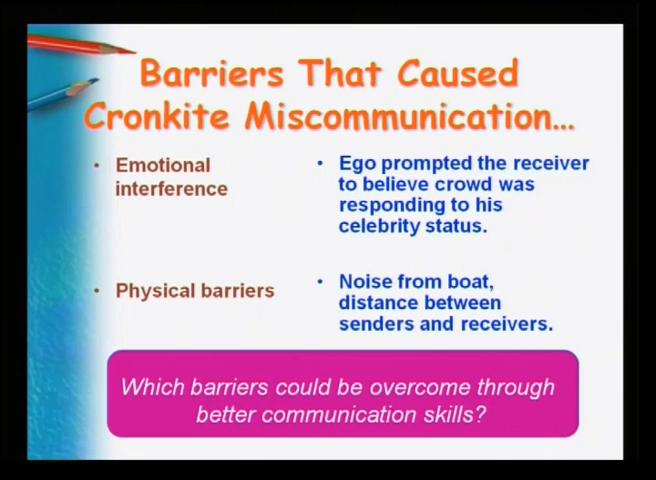 Barriers That Caused
Cronkite Miscommunication...
• Emotional
interference
• Ego prompted the receiver
to believe crowd was
responding to his
celebrity status.
• Physical barriers
• Noise from boat,
distance between
senders and receivers.
Which barriers could be overcome through
better communication skills?